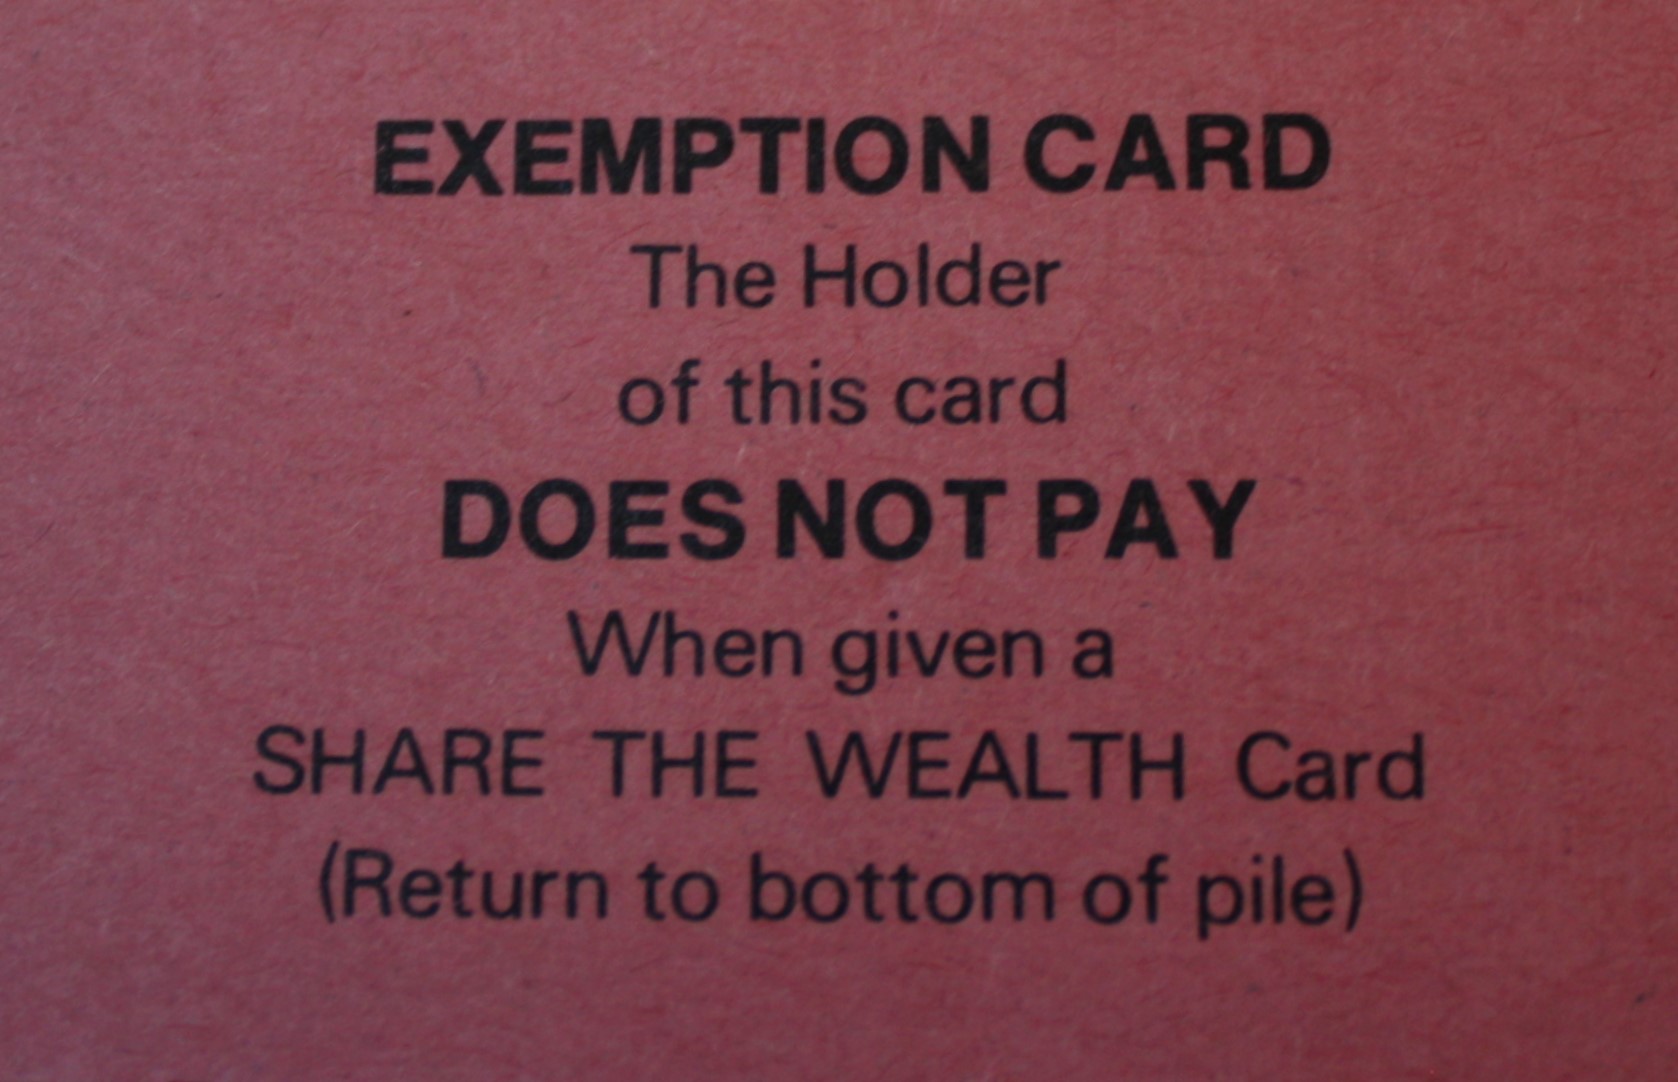 EXEMPTION CARD
The Holder
of this card
DOES NOT PAY
When given a
SHARE THE WEALTH Card
(Return to bottom of pile)